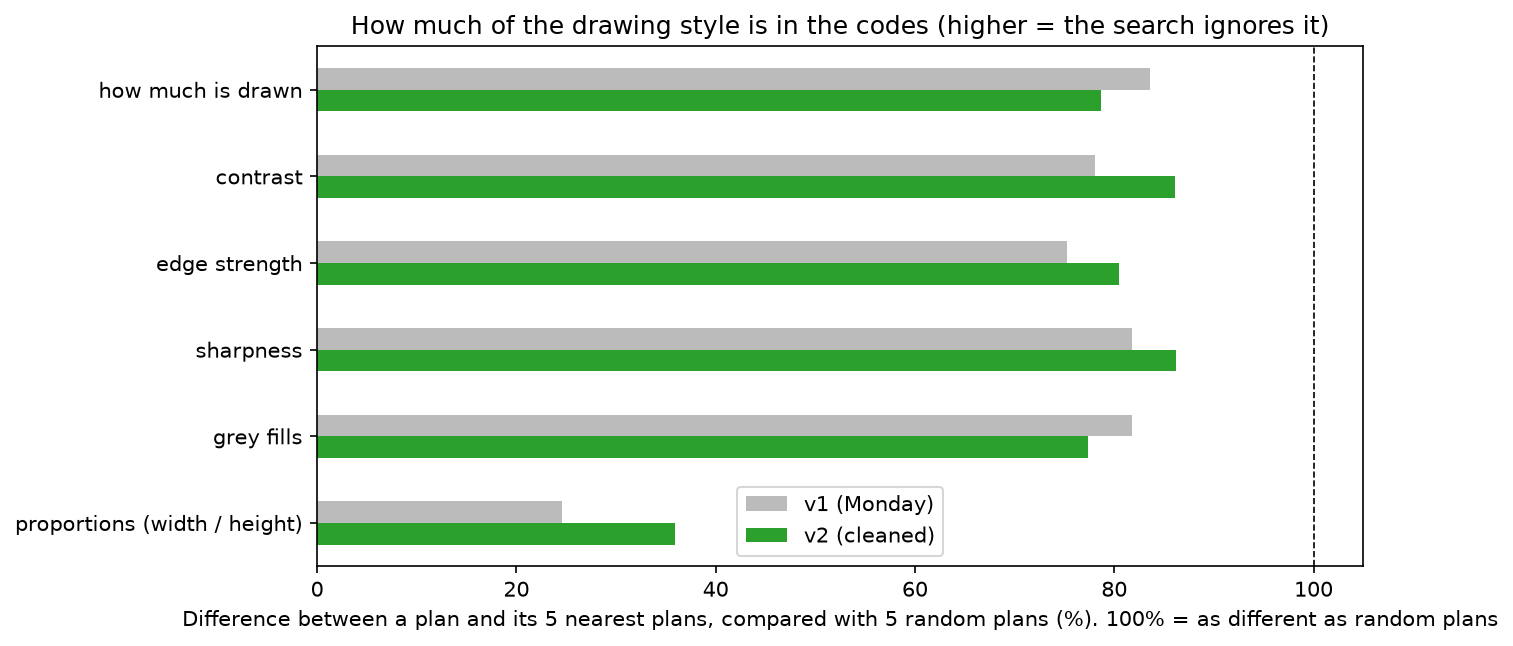 How much of the drawing style is in the codes (higher = the search ignores it)
how much is drawn
contrast
edge strength
sharpness
grey fills
proportions (width / height)
v1 (Monday)
v2 (cleaned)
0 20 40 60 80 100
Difference between a plan and its 5 nearest plans, compared with 5 random plans (%). 100% = as different as random plans